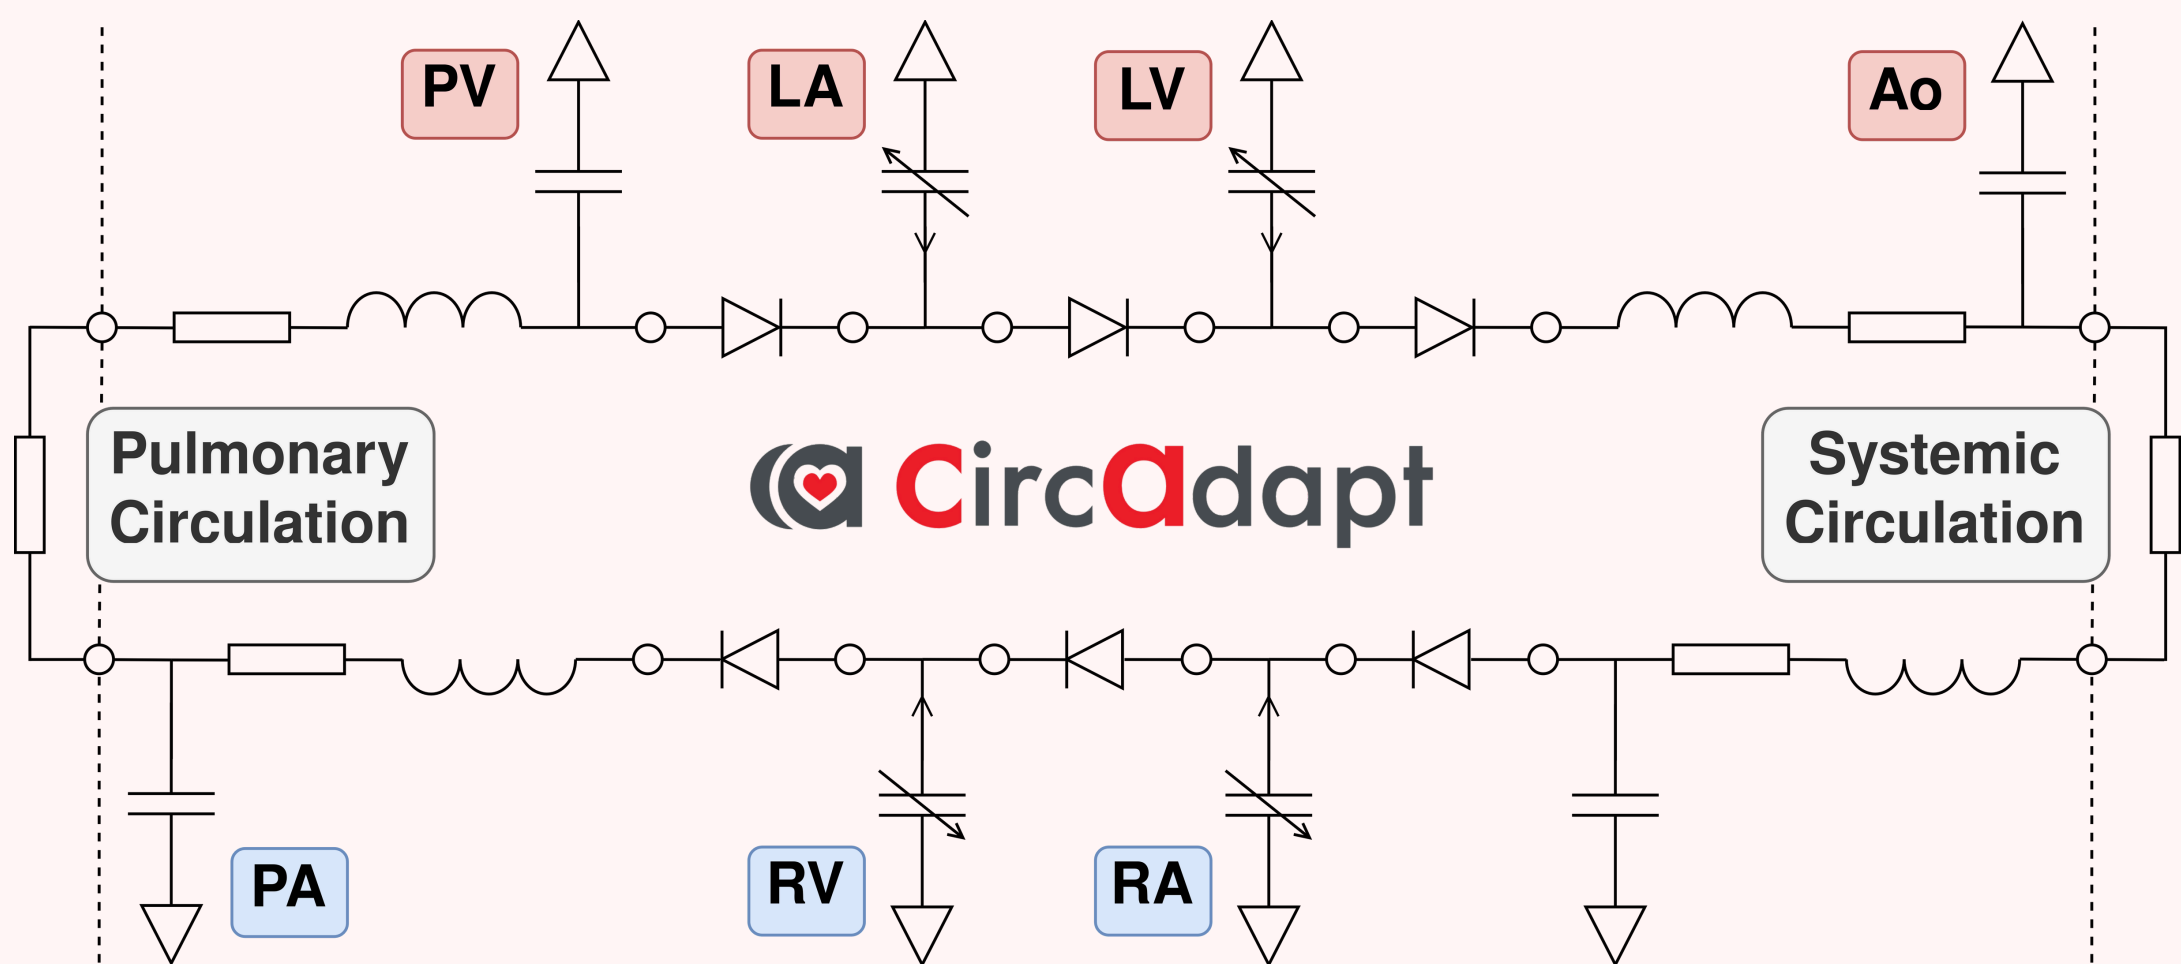 PV
LA
LV
Ao
Pulmonary
Circulation
CircAdapt
Systemic
Circulation
PA
RV
RA